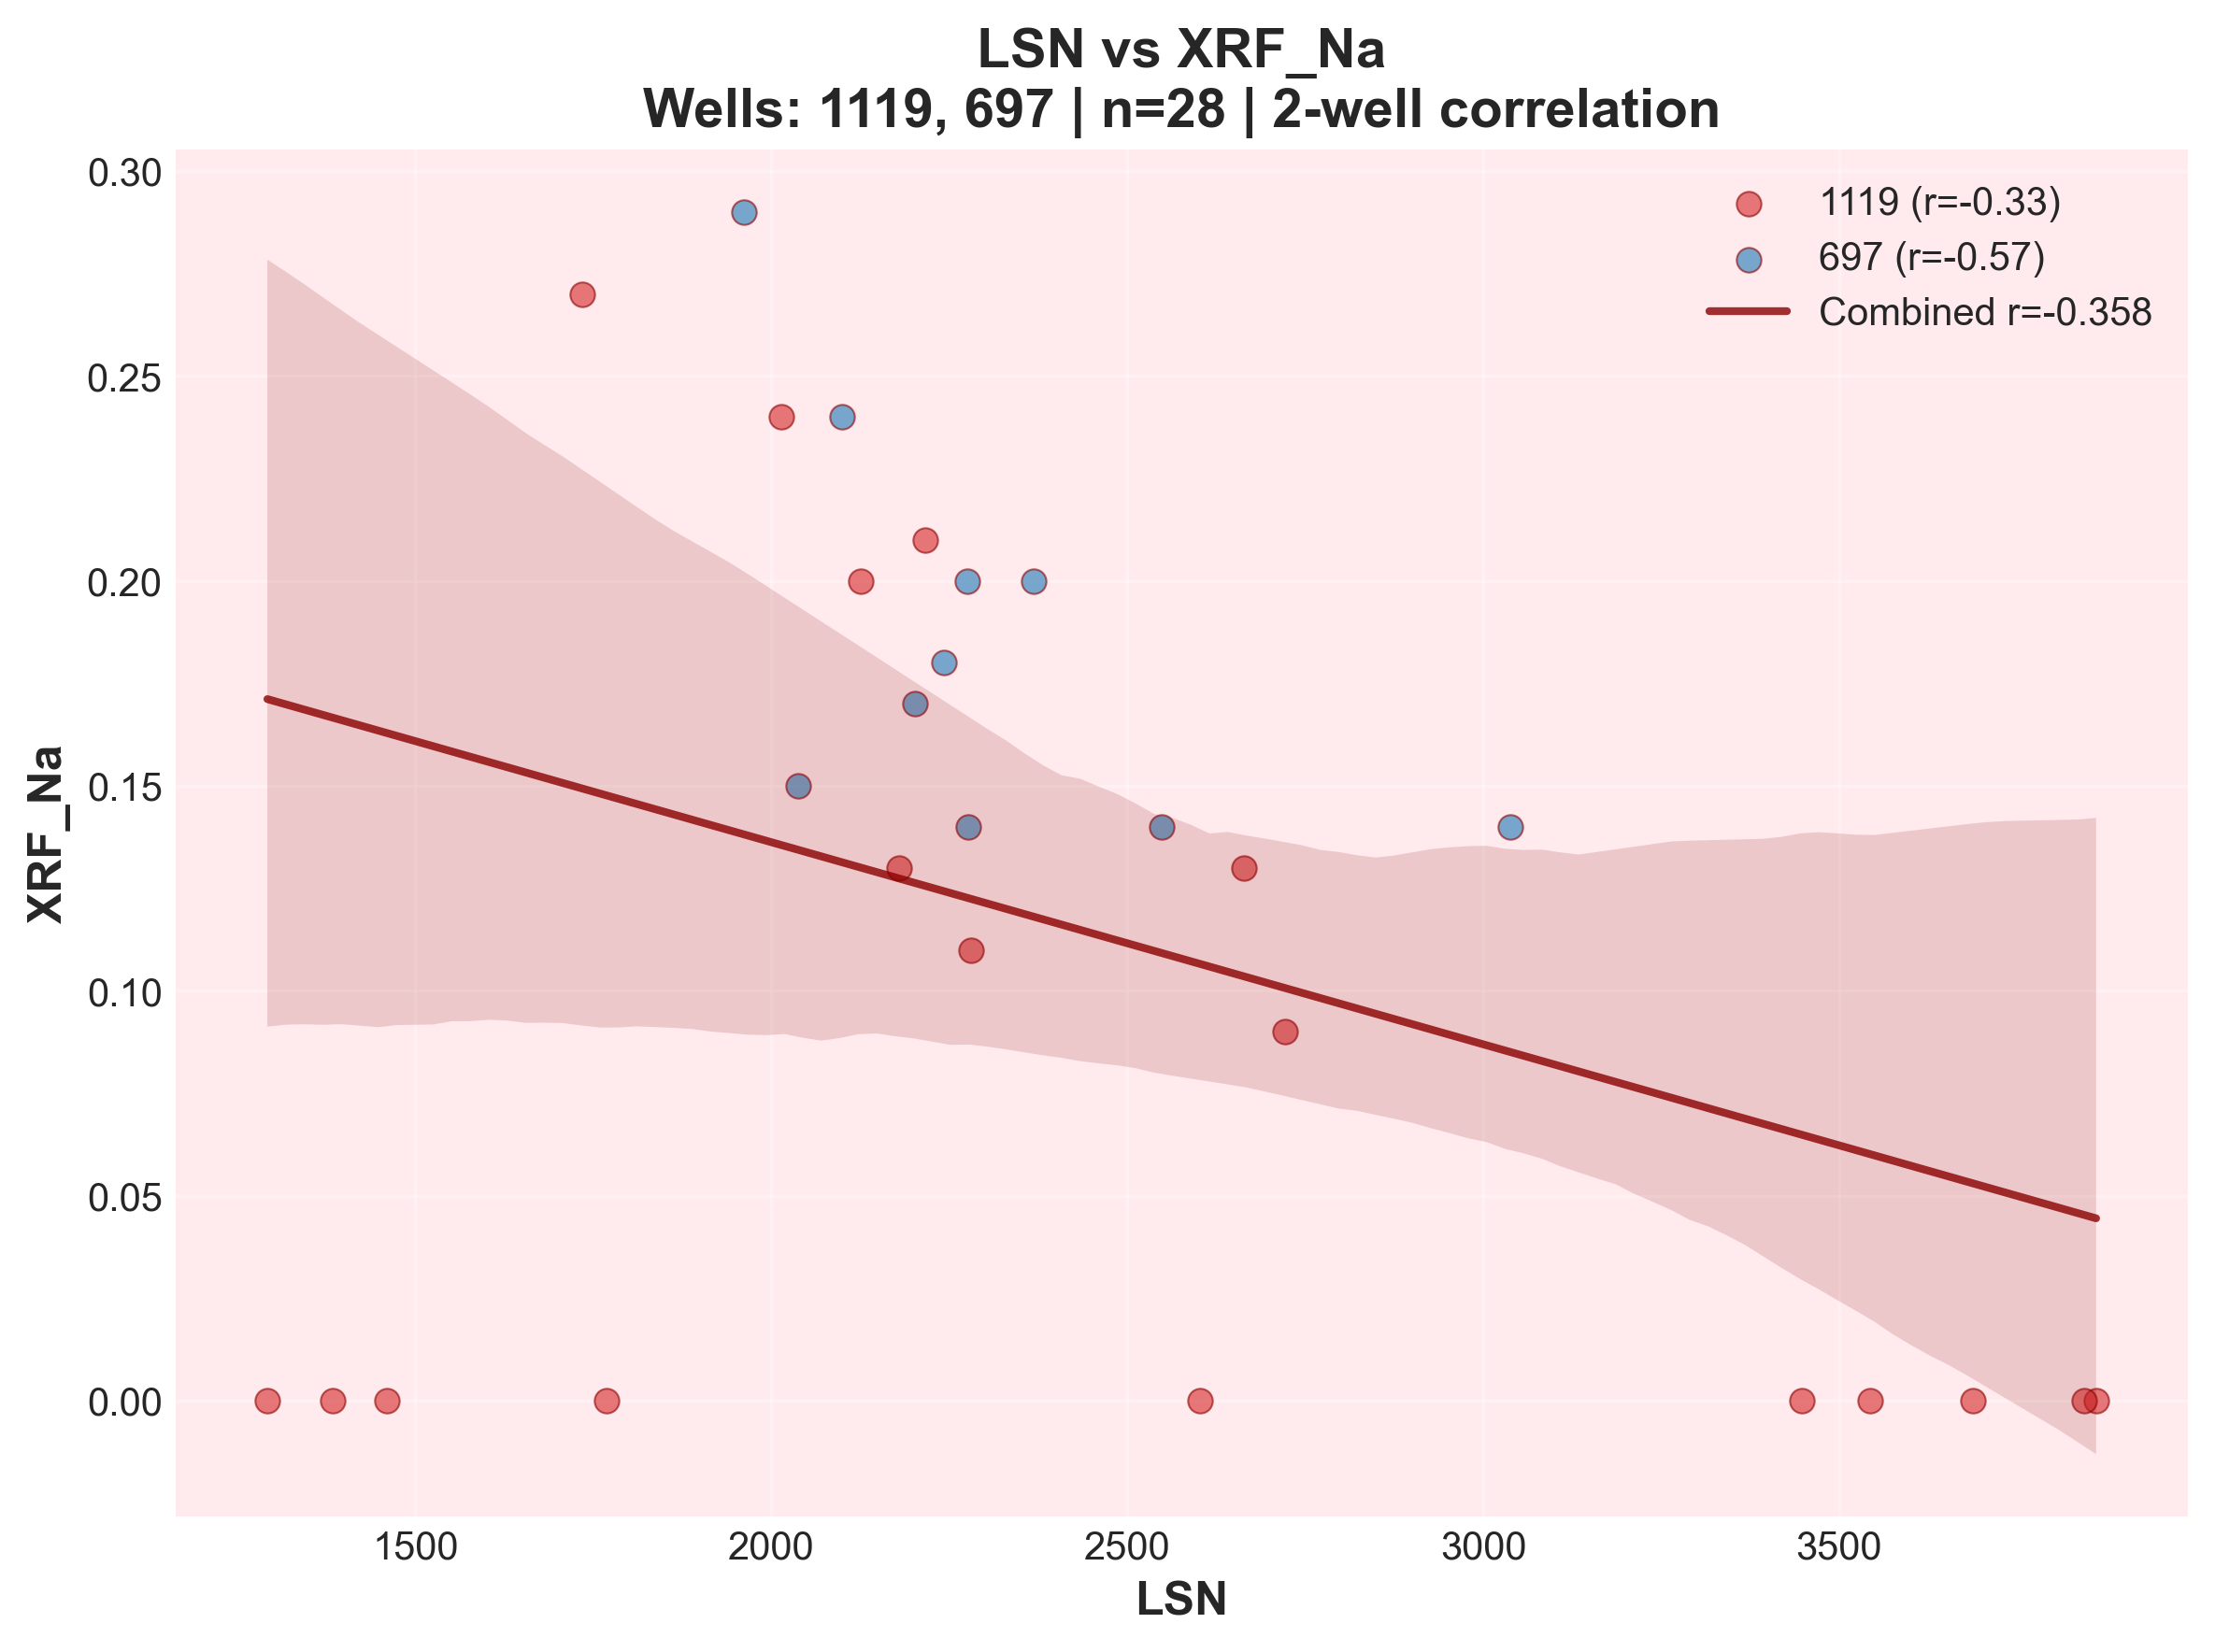 LSN vs XRF_Na
Wells: 1119, 697 | n=28 | 2-well correlation
1119 (r=-0.33)
697 (r=-0.57)
Combined r=-0.358
XRF_Na
0.30
0.25
0.20
0.15
0.10
0.05
0.00
1500
2000
2500
3000
3500
LSN